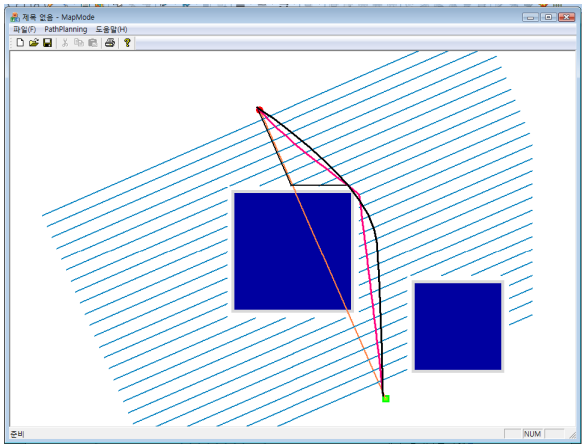 제목 없음 - MapMode
파일(F) PathPlanning 도움말(H)
준비
NUM